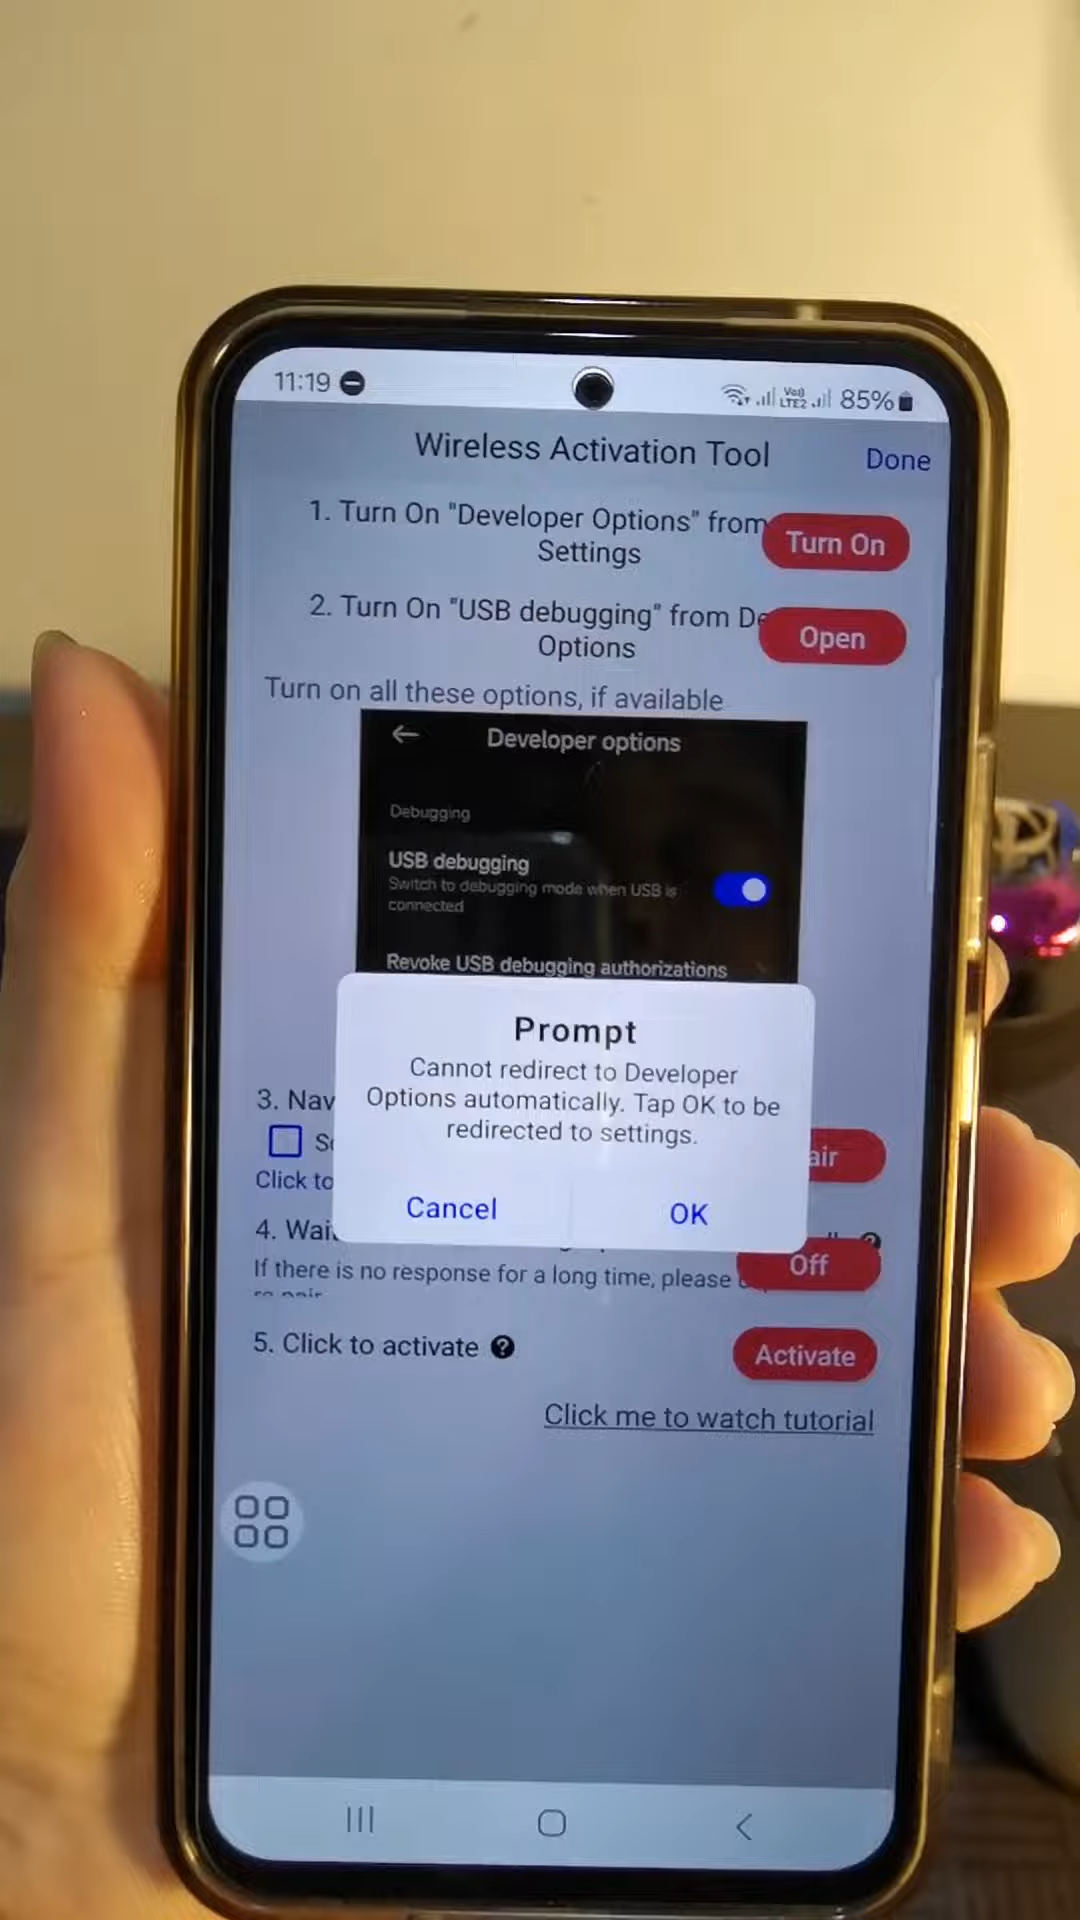 11:19
Vo))
LTE2
85%
Wireless Activation Tool
Done
1. Turn On "Developer Options" from
Settings
Turn On
2. Turn On "USB debugging" from De
Options
Open
Turn on all these options, if available
Developer options
Debugging
USB debugging
Switch to debugging mode when USB is
connected
Revoke USB debugging authorizations
Prompt
Cannot redirect to Developer
Options automatically. Tap OK to be
redirected to settings.
Cancel
OK
3. Nav
air
Click to
4. Wai
Off
If there is no response for a long time, please
5. Click to activate ?
Activate
Click me to watch tutorial